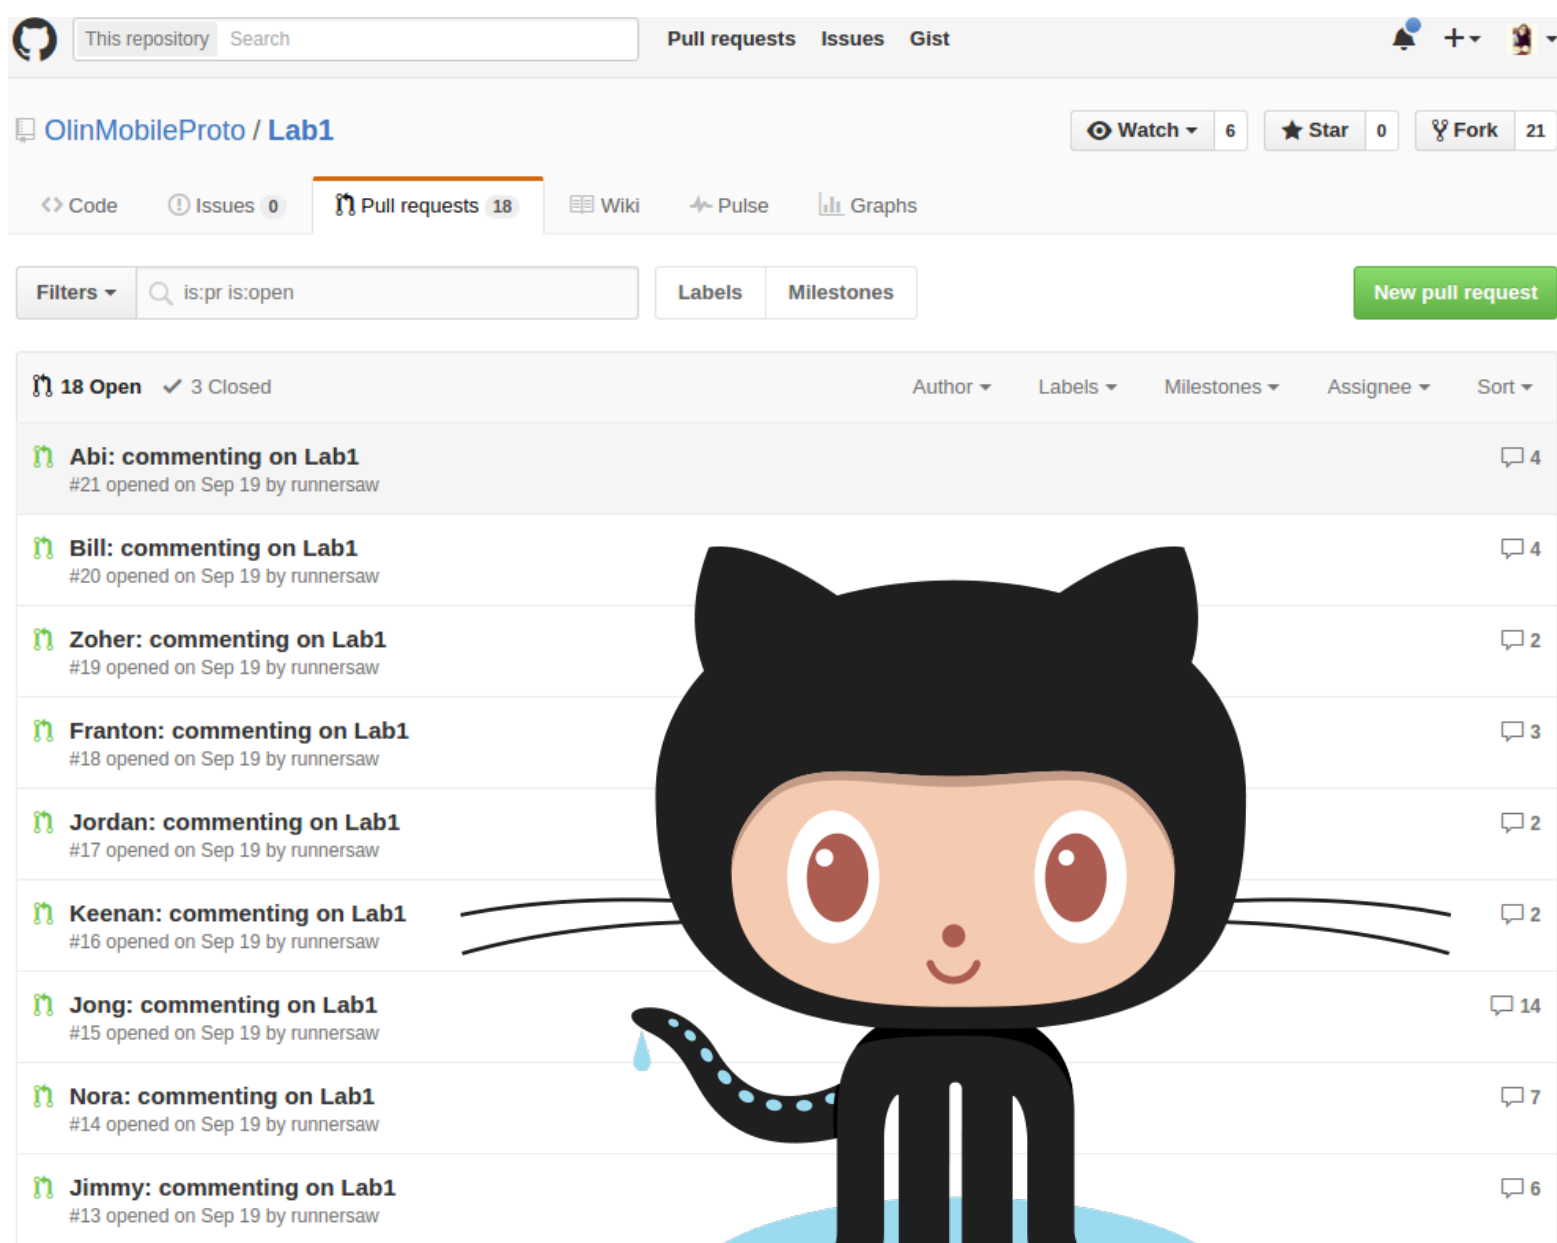 This repository Search Pull requests Issues Gist
OlinMobileProto / Lab1 Watch 6 Star 0 Fork 21
Code Issues 0 Pull requests 18 Wiki Pulse Graphs
Filters is:pr is:open Labels Milestones New pull request
18 Open 3 Closed Author Labels Milestones Assignee Sort
Abi: commenting on Lab1 4
#21 opened on Sep 19 by runnersaw
Bill: commenting on Lab1 4
#20 opened on Sep 19 by runnersaw
Zoher: commenting on Lab1 2
#19 opened on Sep 19 by runnersaw
Franton: commenting on Lab1 3
#18 opened on Sep 19 by runnersaw
Jordan: commenting on Lab1 2
#17 opened on Sep 19 by runnersaw
Keenan: commenting on Lab1 2
#16 opened on Sep 19 by runnersaw
Jong: commenting on Lab1 14
#15 opened on Sep 19 by runnersaw
Nora: commenting on Lab1 7
#14 opened on Sep 19 by runnersaw
Jimmy: commenting on Lab1 6
#13 opened on Sep 19 by runnersaw